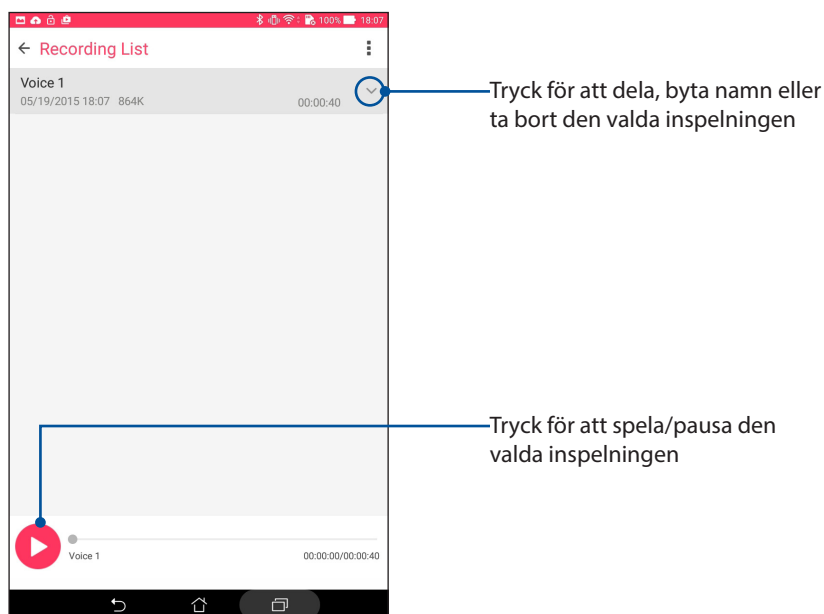 100% 18:07
Recording List
Voice 1
05/19/2015 18:07 864K 00:00:40
Tryck för att dela, byta namn eller
ta bort den valda inspelningen
Tryck för att spela/pausa den
valda inspelningen
Voice 1 00:00:00/00:00:40